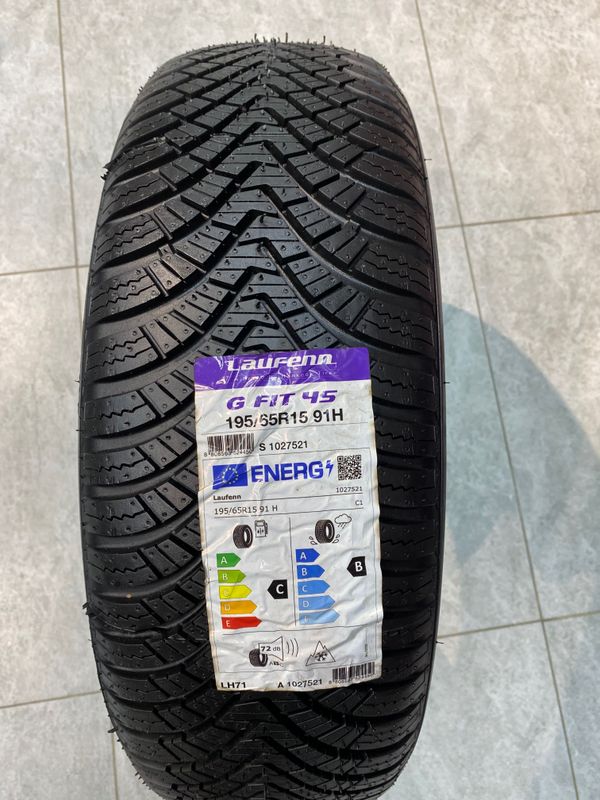 Laufenn
G FIT 4S
195/65R15 91H
S 1027521
ENERG
Laufenn
1027521
195/65R15 91 H
C1
A
B
C
D
E
C
A
B
C
D
E
B
72 dB
LH71
A 1027521